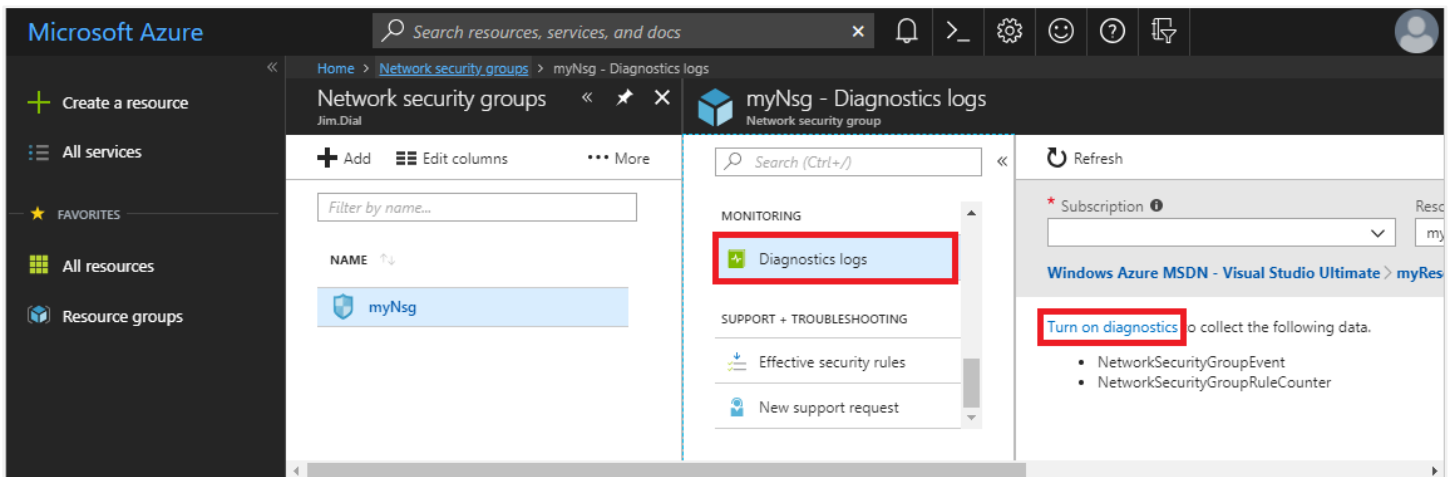 Microsoft Azure
Search resources, services, and docs
Home > Network security groups > myNsg - Diagnostics logs
Create a resource
All services
FAVORITES
All resources
Resource groups
Network security groups
Jim.Dial
Add Edit columns ••• More
Filter by name...
NAME
myNsg
myNsg - Diagnostics logs
Network security group
Search (Ctrl+/)
MONITORING
Diagnostics logs
SUPPORT + TROUBLESHOOTING
Effective security rules
New support request
Refresh
* Subscription Resc
my
Windows Azure MSDN - Visual Studio Ultimate > myRes
Turn on diagnostics to collect the following data.
• NetworkSecurityGroupEvent
• NetworkSecurityGroupRuleCounter